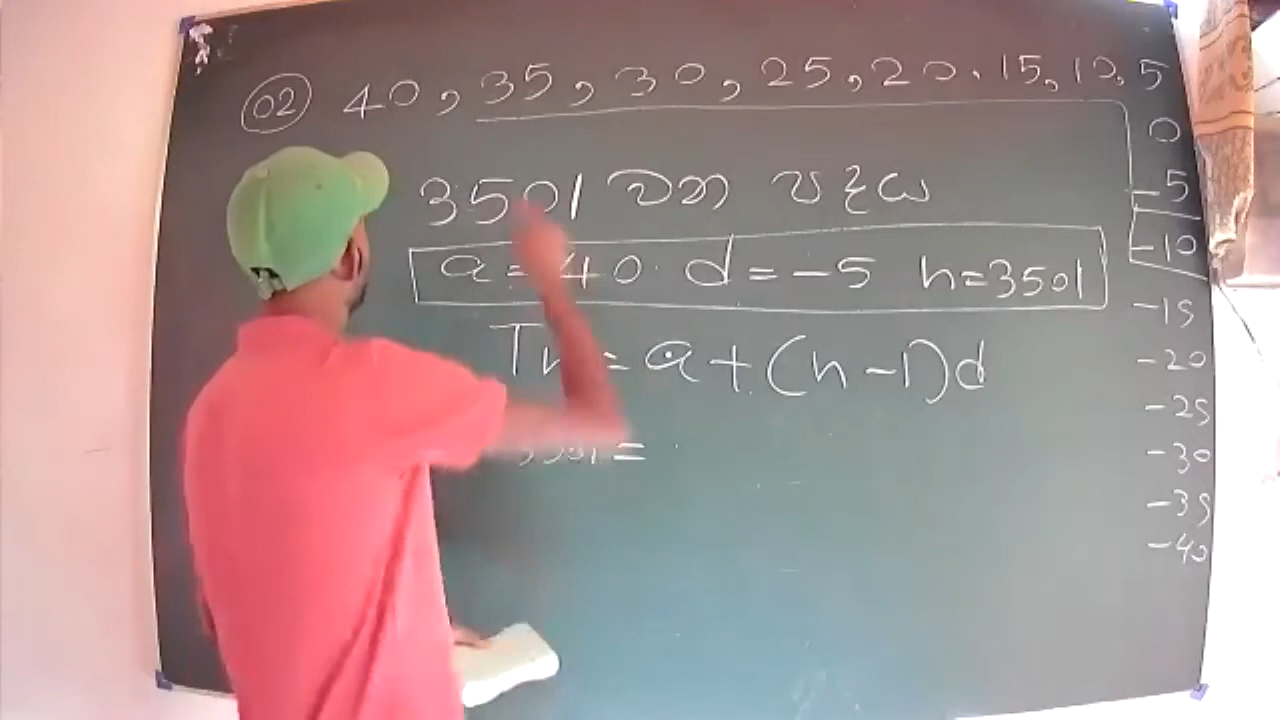 02 40, 35, 30, 25, 20. 15, 10, 5
0
-5
-10
-15
-20
-25
-30
-35
-40
3501 වන පදය
a = 40 d = -5 n=3501
Tn = a + (n - 1)d
3501 =